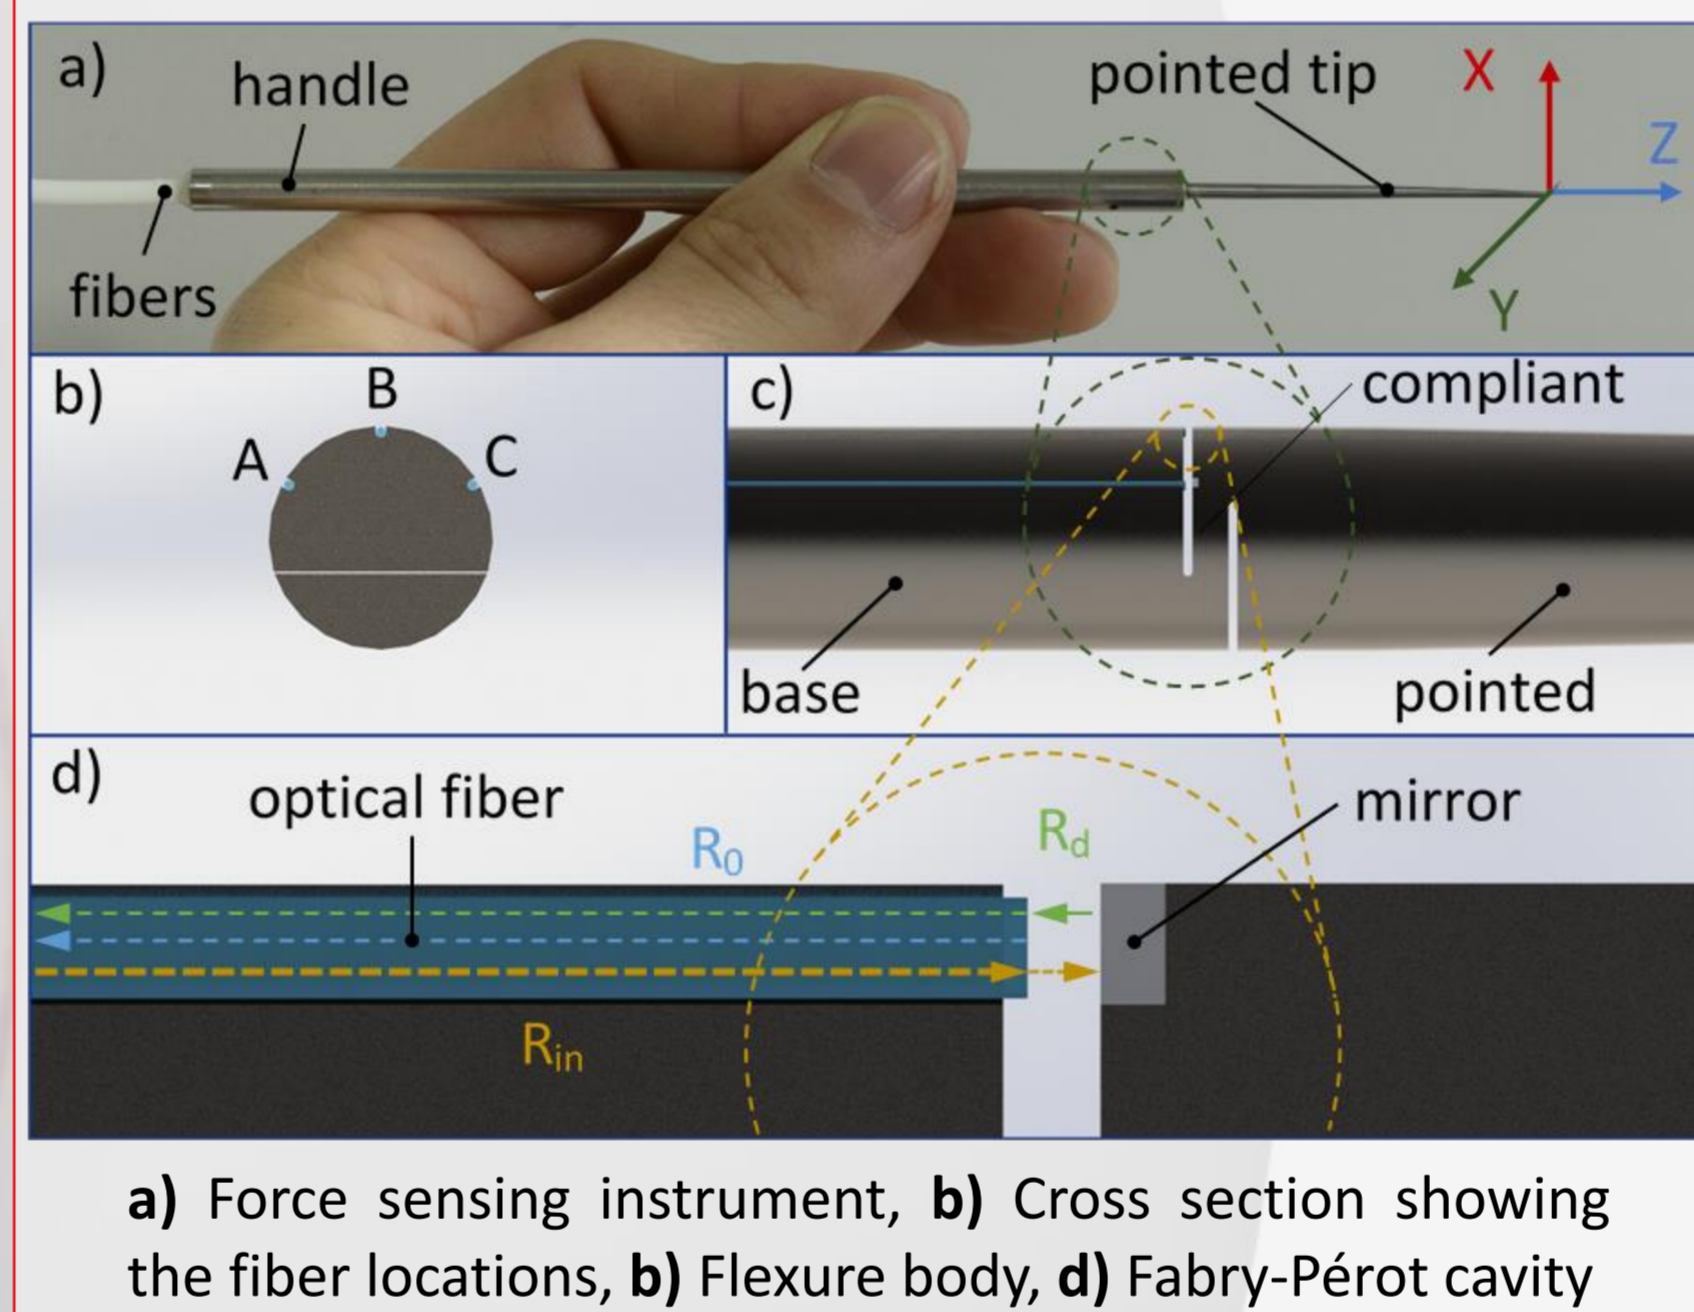 a)
handle
pointed tip
X
Z
fibers
Y
b)
B
A
C
c)
compliant
base
pointed
d)
optical fiber
mirror
R0
Rd
Rin
a) Force sensing instrument, b) Cross section showing
the fiber locations, b) Flexure body, d) Fabry-Pérot cavity